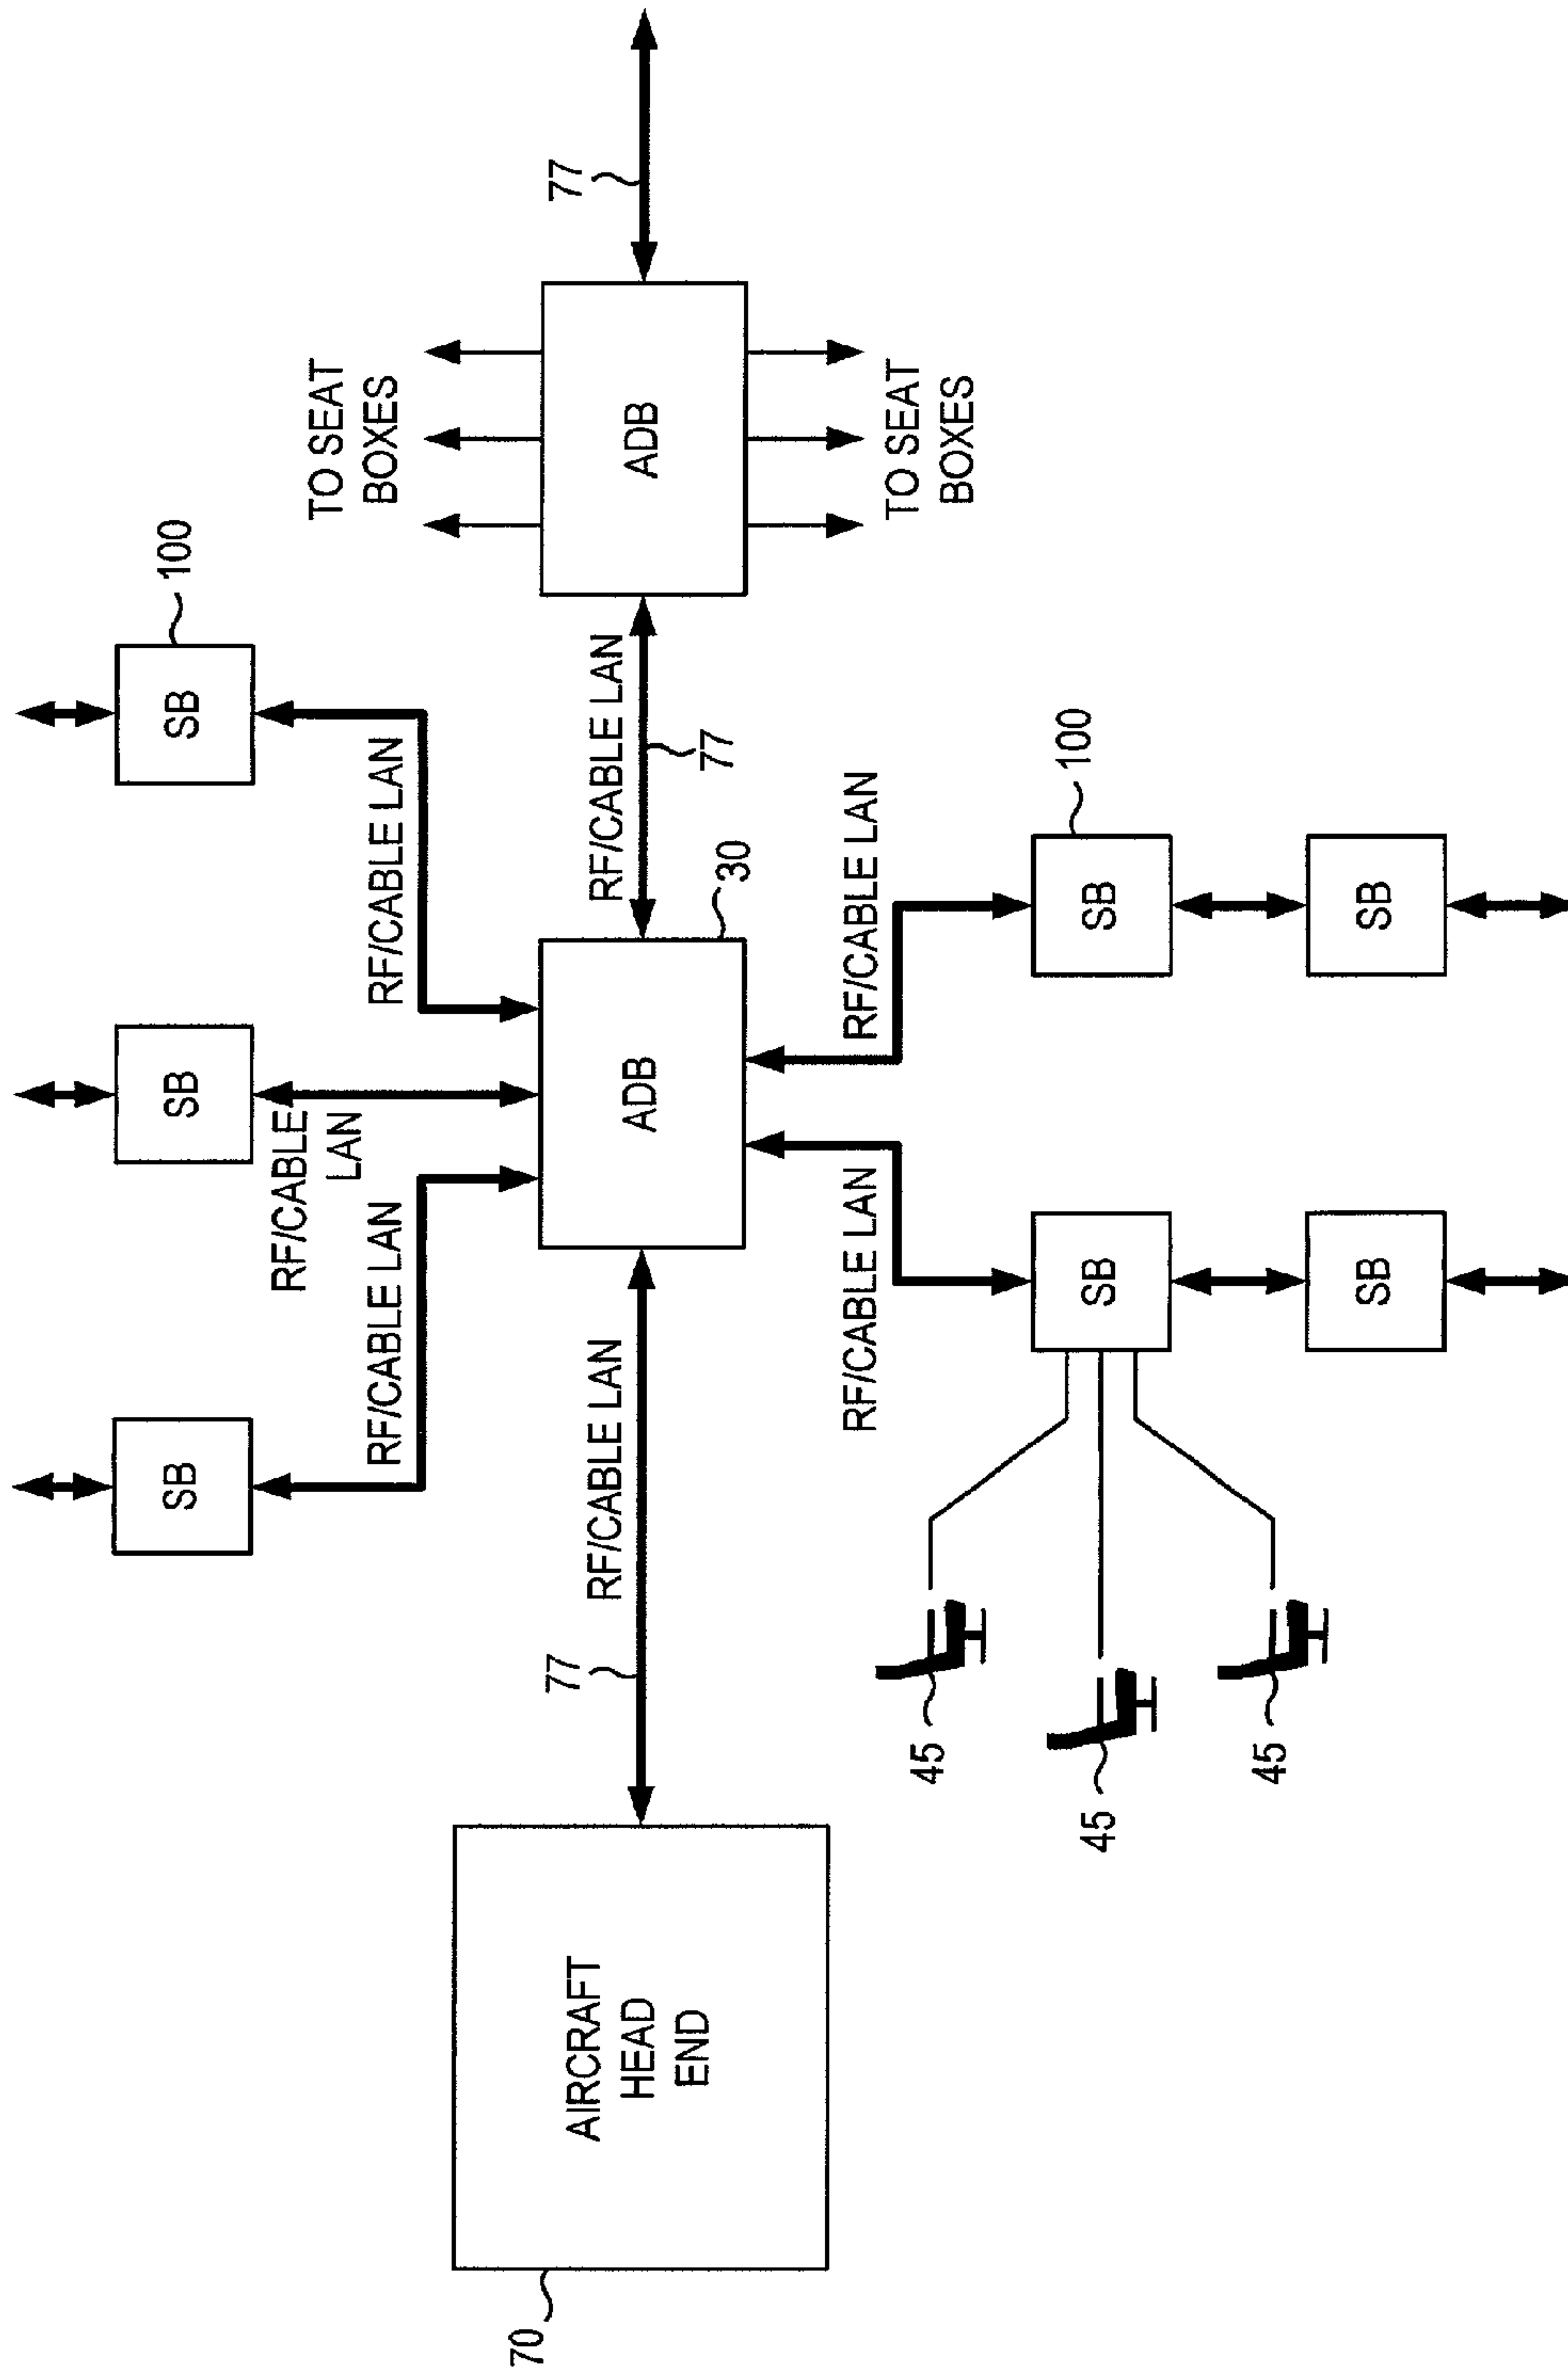 SB
SB
SB
100
RF/CABLE
LAN
TO SEAT
BOXES
RF/CABLE LAN
RF/CABLE LAN
70
AIRCRAFT
HEAD
END
77
RF/CABLE LAN
ADB
30
RF/CABLE LAN
77
ADB
77
TO SEAT
BOXES
RF/CABLE LAN
RF/CABLE LAN
45
45
45
SB
SB
100
SB
SB